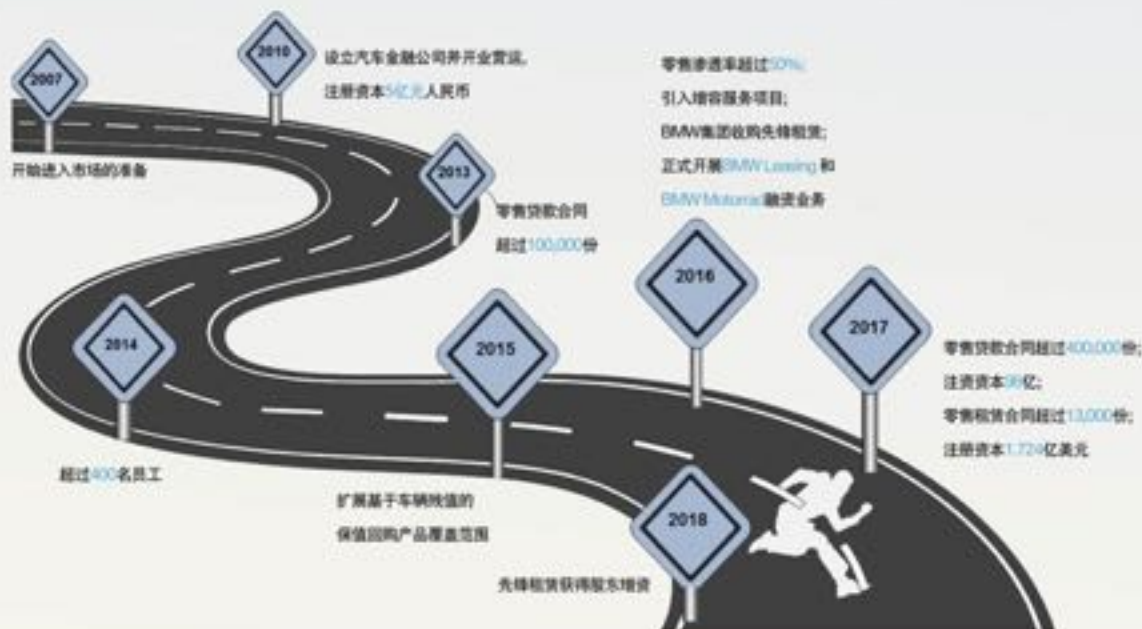 2007
开始进入市场的准备
2010
设立汽车金融公司并开业营运,
注册资本5亿元人民币
2013
零售贷款合同
超过100,000份
2014
超过400名员工
2015
扩展基于车辆残值的
保值回购产品覆盖范围
2016
零售渗透率超过50%;
引入增容服务项目;
BMW集团收购先锋租赁;
正式开展BMW Leasing 和
BMW Motorrad融资业务
2017
零售贷款合同超过400,000份;
注资资本98亿;
零售租赁合同超过13,000份;
注册资本1.724亿美元
2018
先锋租赁获得股东增资